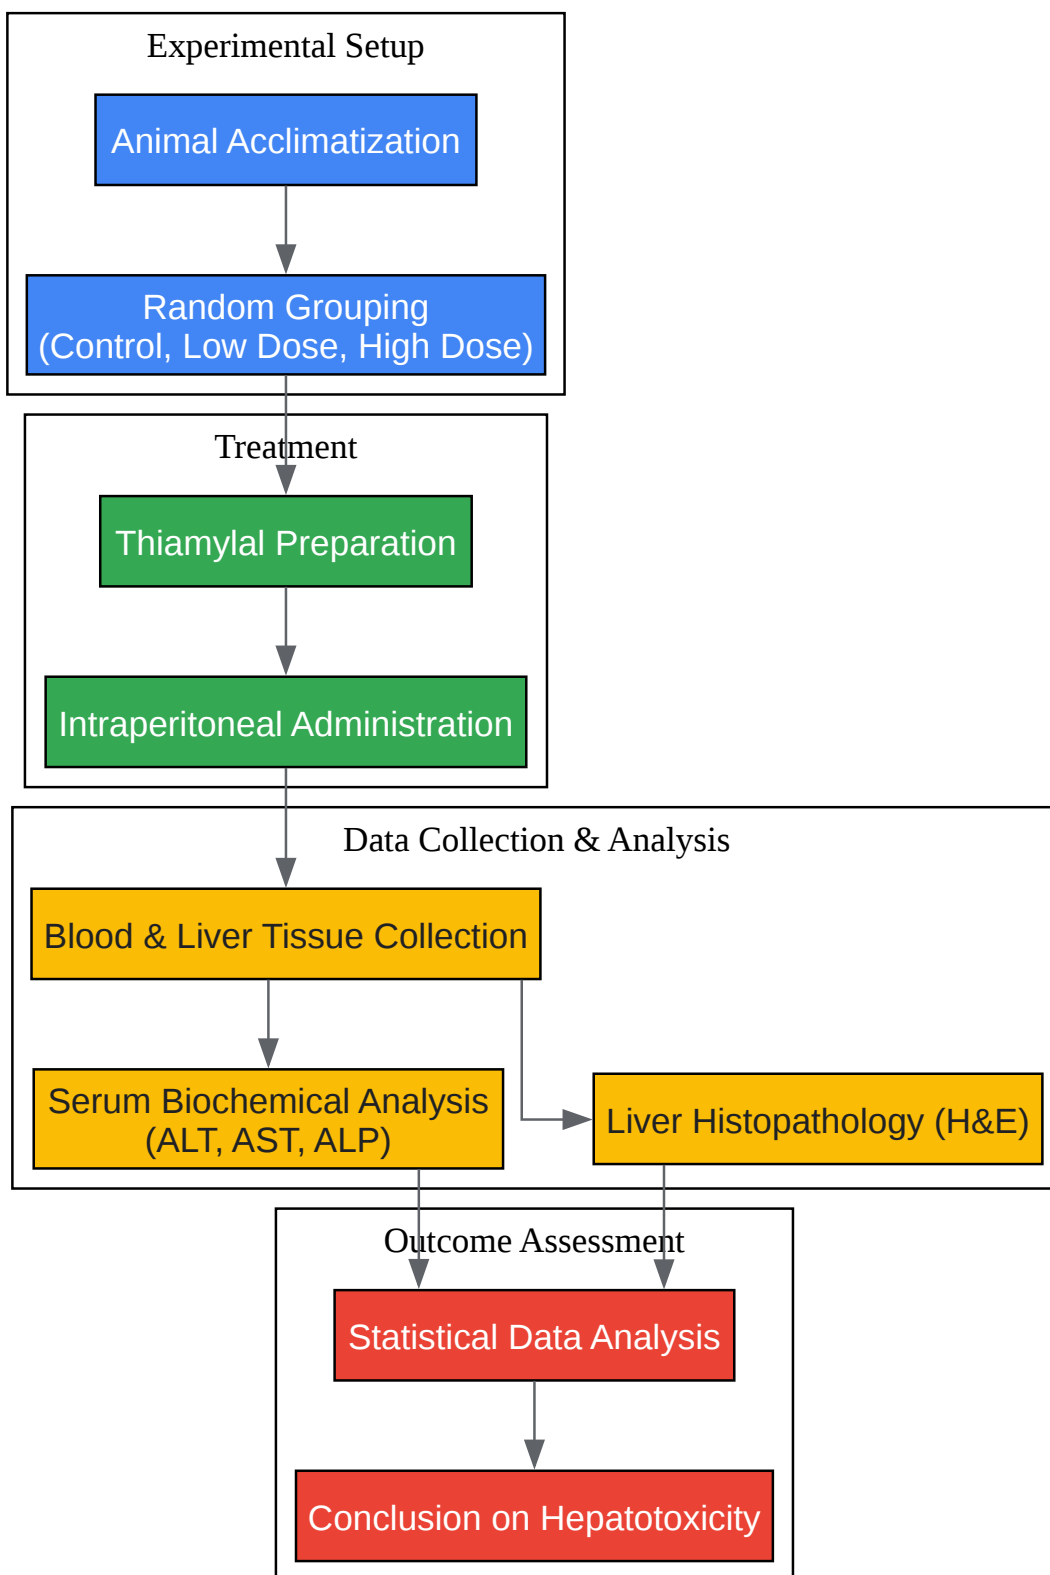 Experimental Setup
Animal Acclimatization
Random Grouping
(Control, Low Dose, High Dose)
Treatment
Thiamylal Preparation
Intraperitoneal Administration
Data Collection & Analysis
Blood & Liver Tissue Collection
Serum Biochemical Analysis
(ALT, AST, ALP)
Liver Histopathology (H&E)
Outcome Assessment
Statistical Data Analysis
Conclusion on Hepatotoxicity